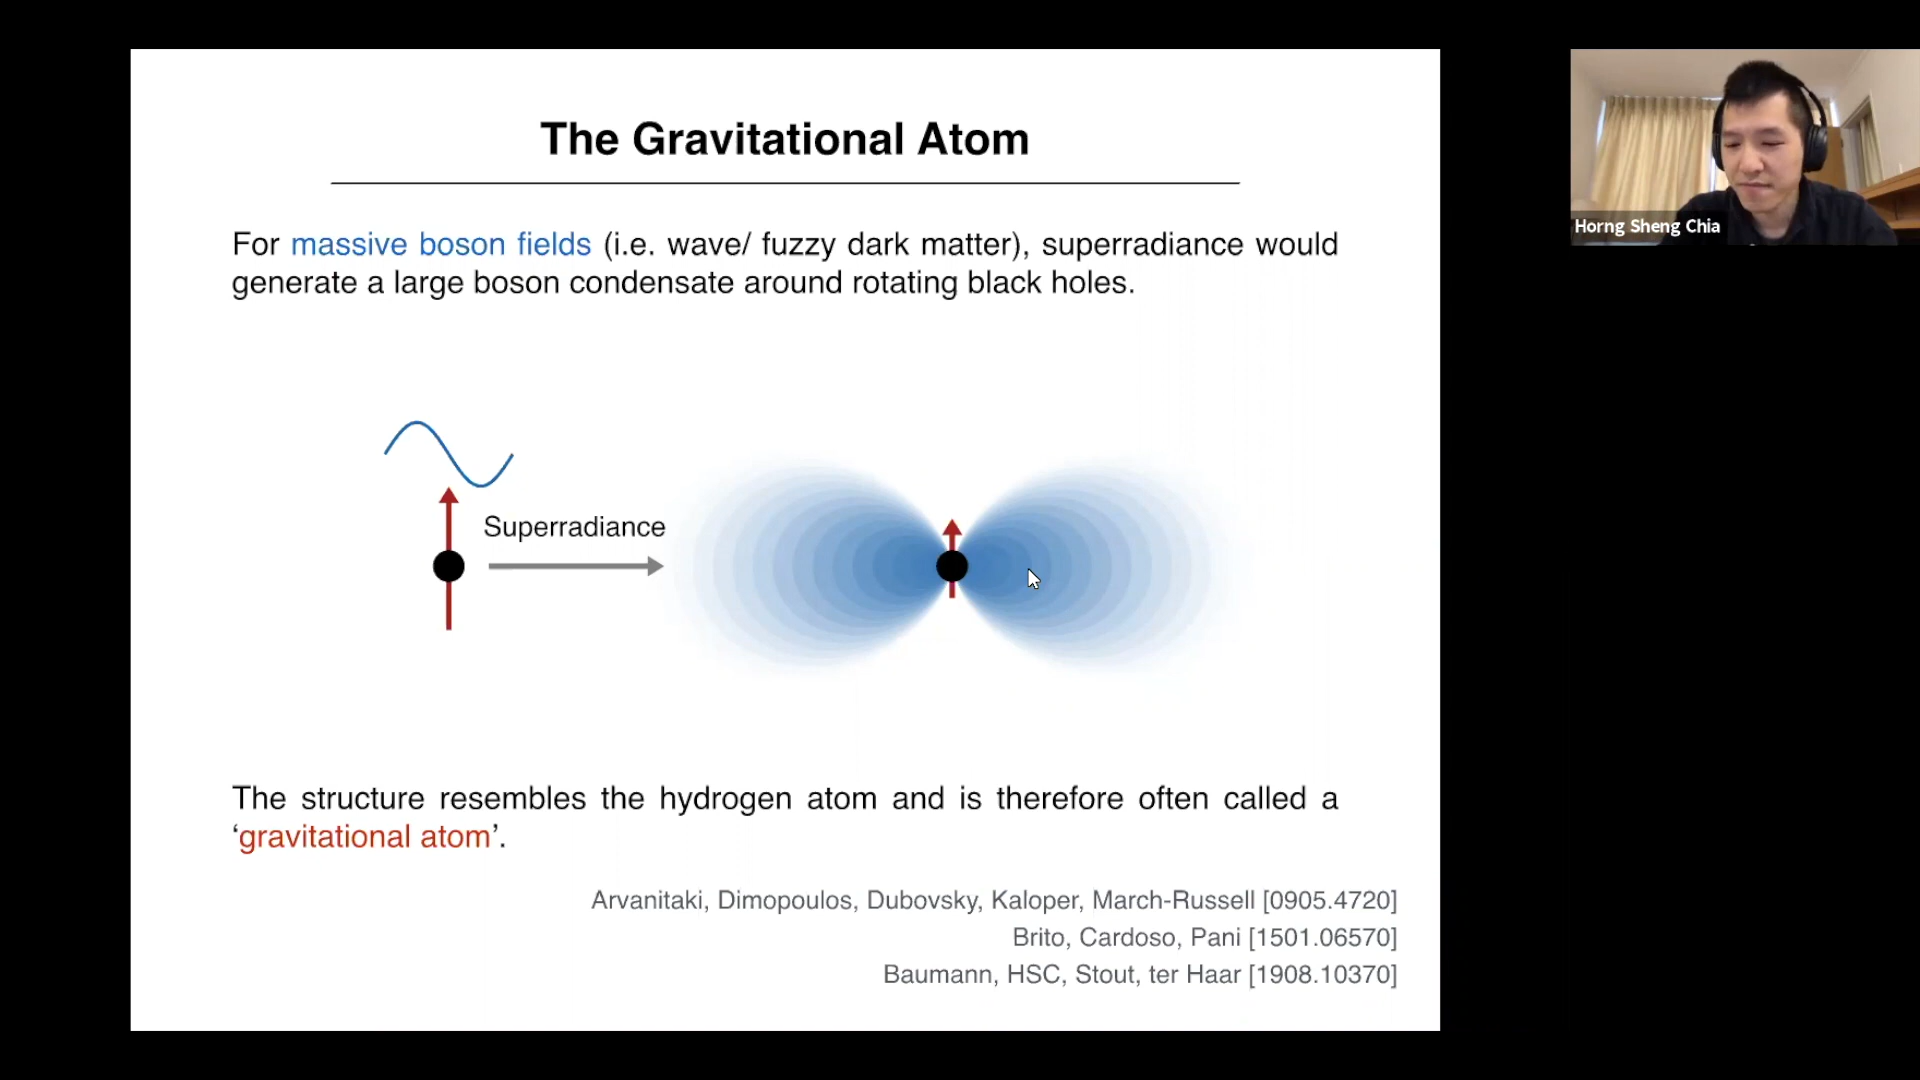 The Gravitational Atom
For massive boson fields (i.e. wave/ fuzzy dark matter), superradiance would
generate a large boson condensate around rotating black holes.
Superradiance
The structure resembles the hydrogen atom and is therefore often called a
‘gravitational atom’.
Arvanitaki, Dimopoulos, Dubovsky, Kaloper, March-Russell [0905.4720]
Brito, Cardoso, Pani [1501.06570]
Baumann, HSC, Stout, ter Haar [1908.10370]
Horng Sheng Chia